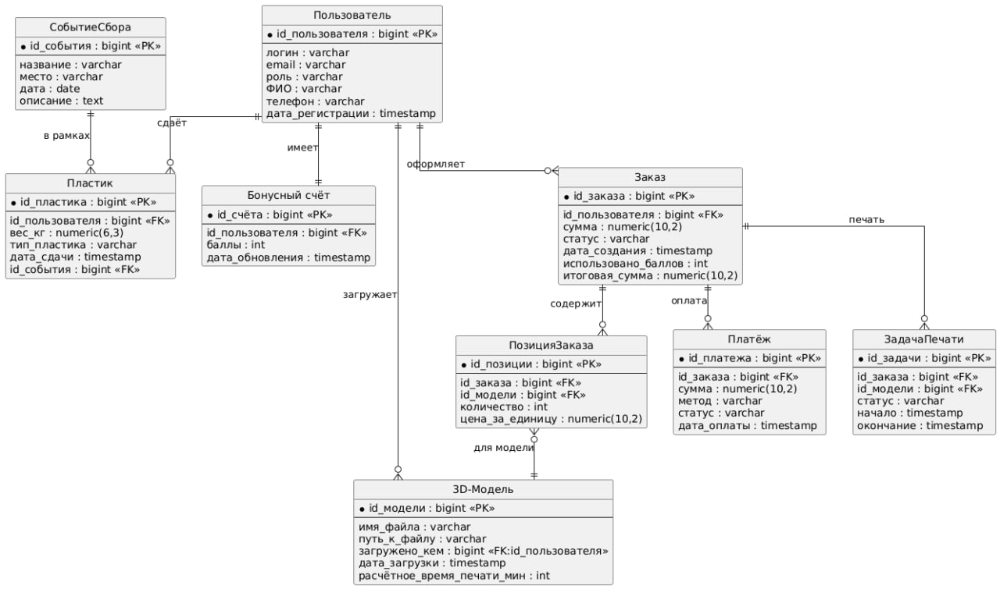 СобытиеСбора
id_события : bigint «PK»
название : varchar
место : varchar
дата : date
описание : text
Пользователь
id_пользователя : bigint «PK»
логин : varchar
email : varchar
роль : varchar
ФИО : varchar
телефон : varchar
дата_регистрации : timestamp
в рамках
сдаёт
имеет
оформляет
Пластик
id_пластика : bigint «PK»
id_пользователя : bigint «FK»
вес_кг : numeric(6,3)
тип_пластика : varchar
дата_сдачи : timestamp
id_события : bigint «FK»
Бонусный счёт
id_счёта : bigint «PK»
id_пользователя : bigint «FK»
баллы : int
дата_обновления : timestamp
Заказ
id_заказа : bigint «PK»
id_пользователя : bigint «FK»
сумма : numeric(10,2)
статус : varchar
дата_создания : timestamp
использовано_баллов : int
итоговая_сумма : numeric(10,2)
печать
загружает
содержит
оплата
ПозицияЗаказа
id_позиции : bigint «PK»
id_заказа : bigint «FK»
id_модели : bigint «FK»
количество : int
цена_за_единицу : numeric(10,2)
Платёж
id_платежа : bigint «PK»
id_заказа : bigint «FK»
сумма : numeric(10,2)
метод : varchar
статус : varchar
дата_оплаты : timestamp
ЗадачаПечати
id_задачи : bigint «PK»
id_заказа : bigint «FK»
id_модели : bigint «FK»
статус : varchar
начало : timestamp
окончание : timestamp
для модели
3D-Модель
id_модели : bigint «PK»
имя_файла : varchar
путь_к_файлу : varchar
загружено_кем : bigint «FK:id_пользователя»
дата_загрузки : timestamp
расчётное_время_печати_мин : int